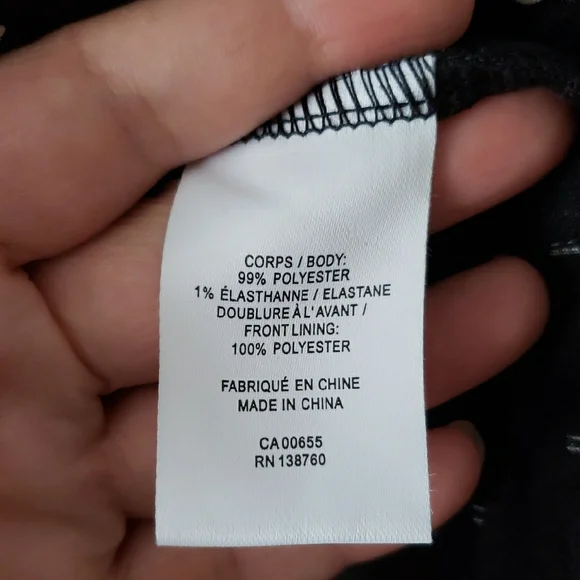 CORPS / BODY:
99% POLYESTER
1% ÉLASTHANNE / ELASTANE
DOUBLURE À L'AVANT /
FRONT LINING:
100% POLYESTER
FABRIQUÉ EN CHINE
MADE IN CHINA
CA 00655
RN 138760